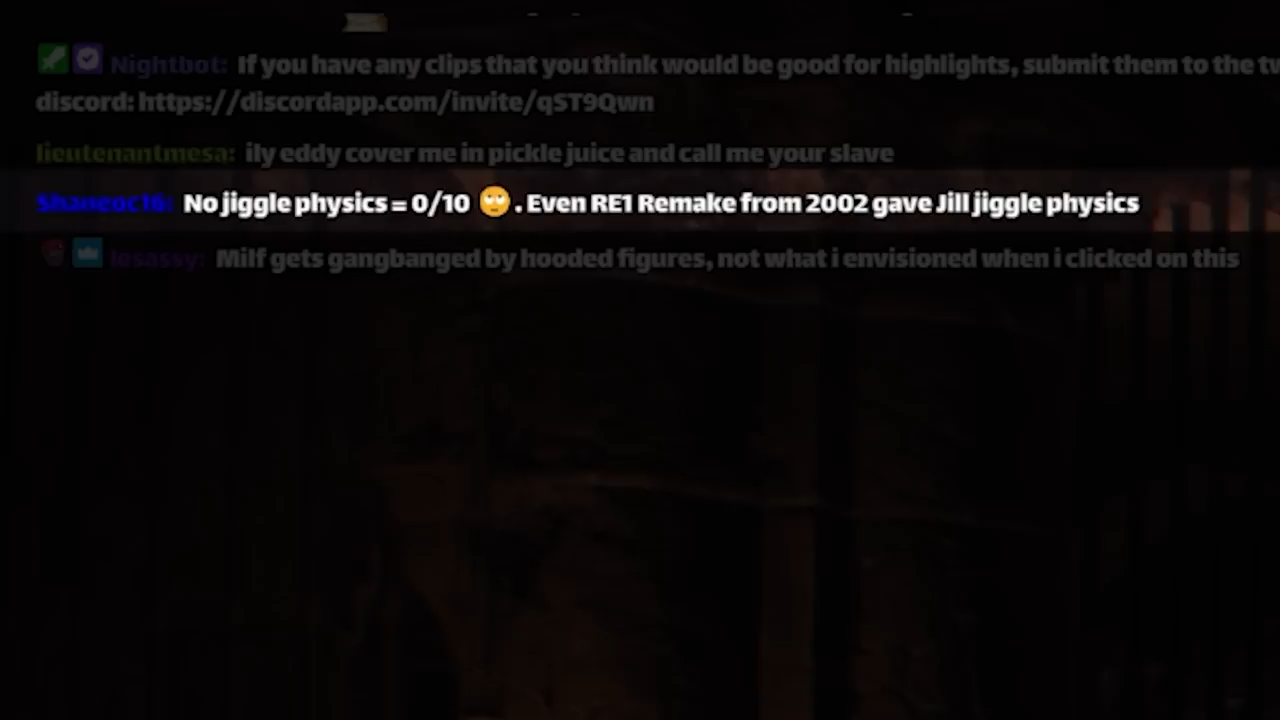 Nightbot: If you have any clips that you think would be good for highlights, submit them to the
discord: https://discordapp.com/invite/qST9Qwn
lieutenantmesa: ily eddy cover me in pickle juice and call me your slave
Shaneoc16: No jiggle physics = 0/10 🙄. Even RE1 Remake from 2002 gave Jill jiggle physics
lesassy: Milf gets gangbanged by hooded figures, not what i envisioned when i clicked on this